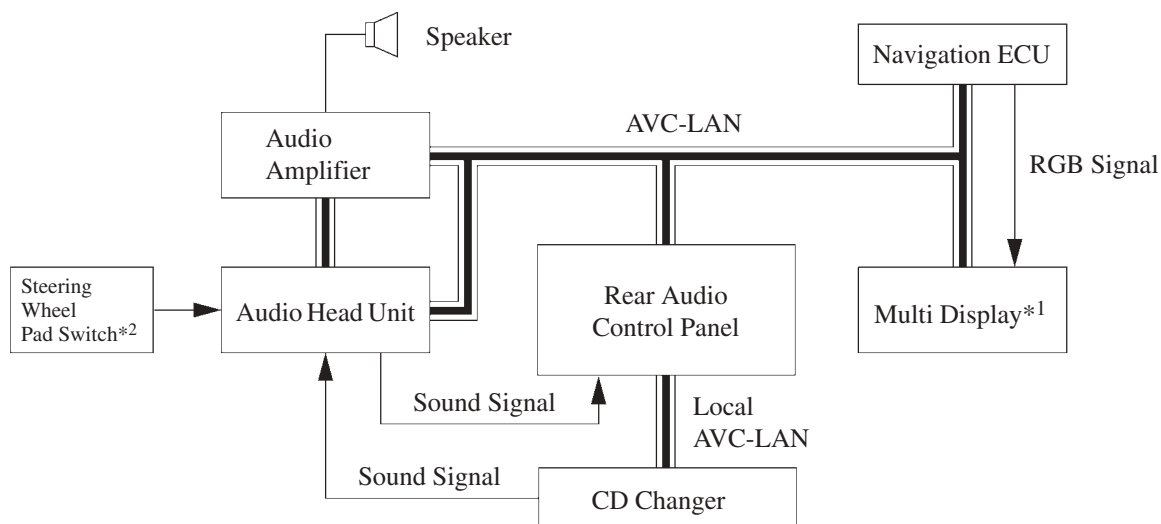 Speaker
Navigation ECU
Audio
Amplifier
AVC-LAN
RGB Signal
Steering
Wheel
Pad Switch*2
Audio Head Unit
Rear Audio
Control Panel
Multi Display*1
Sound Signal
Local
AVC-LAN
Sound Signal
CD Changer